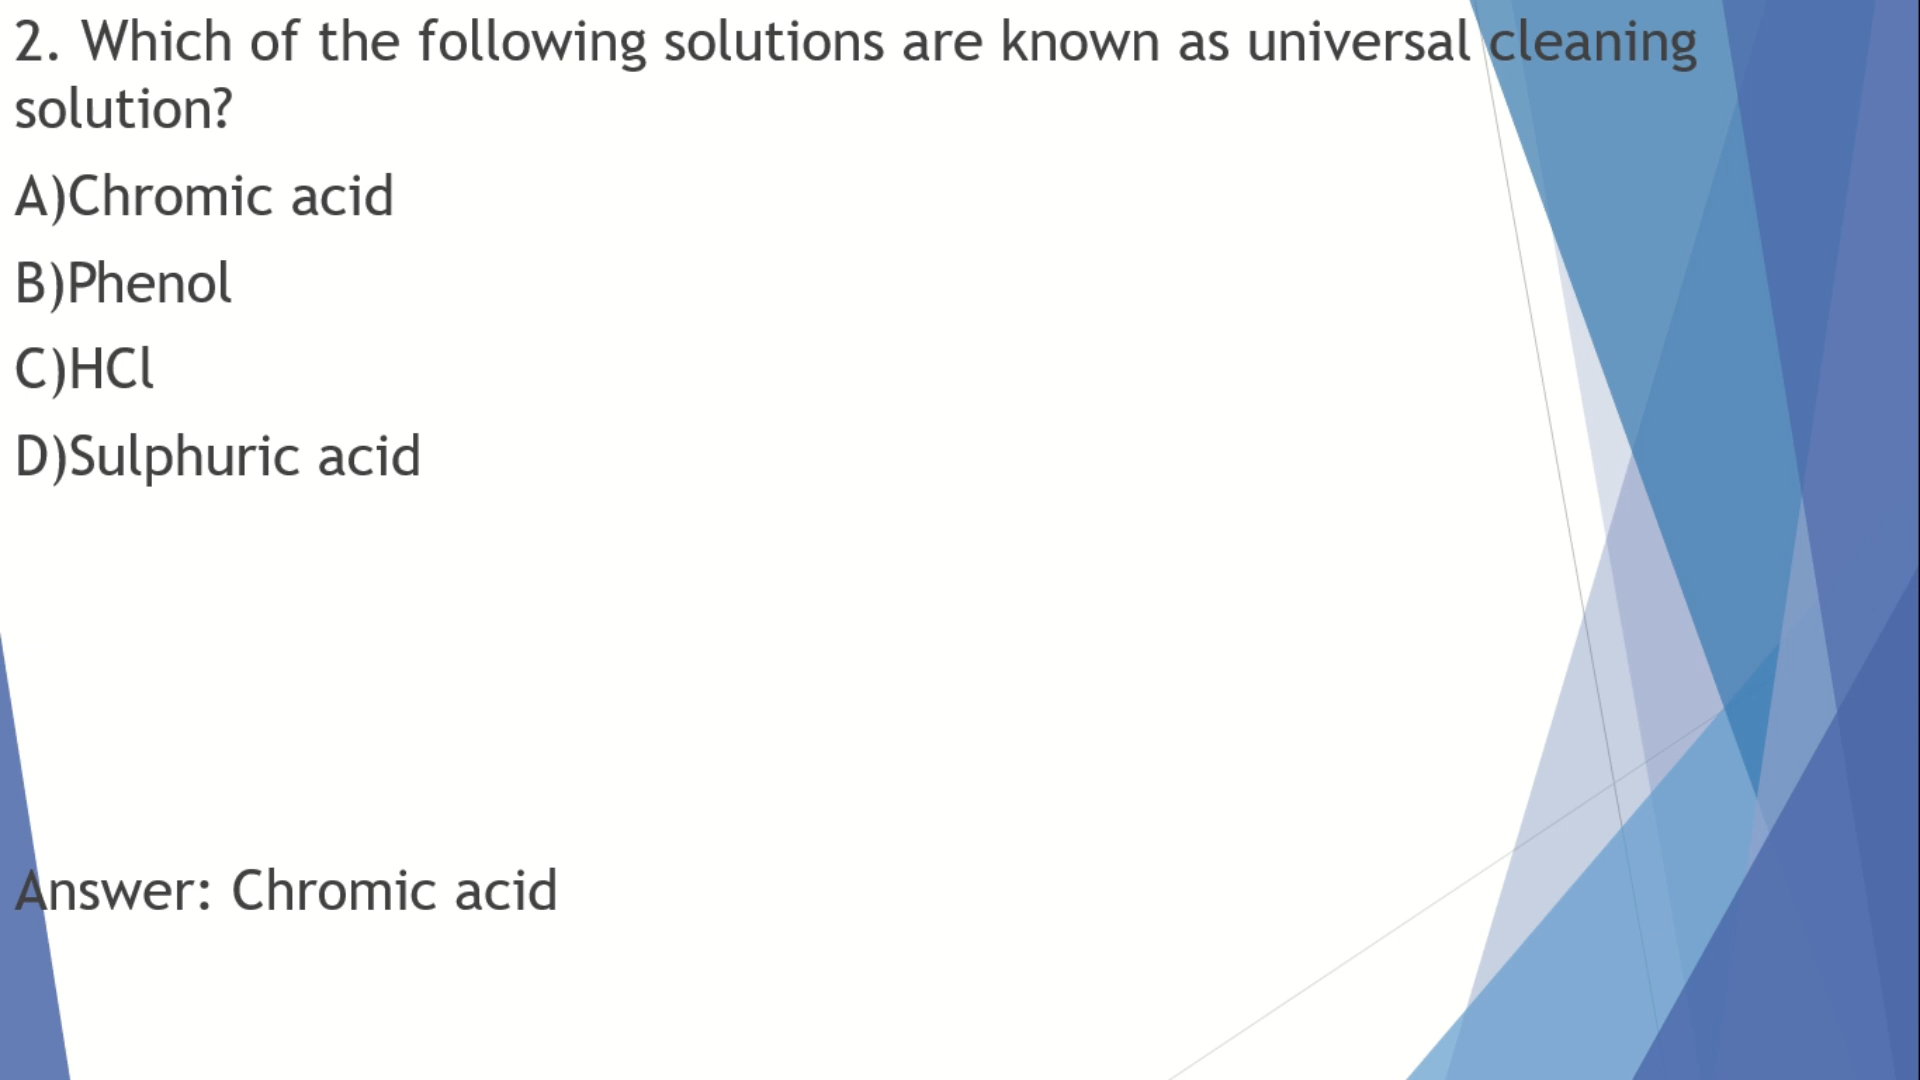 2. Which of the following solutions are known as universal cleaning
solution?
A)Chromic acid
B)Phenol
C)HCl
D)Sulphuric acid
Answer: Chromic acid